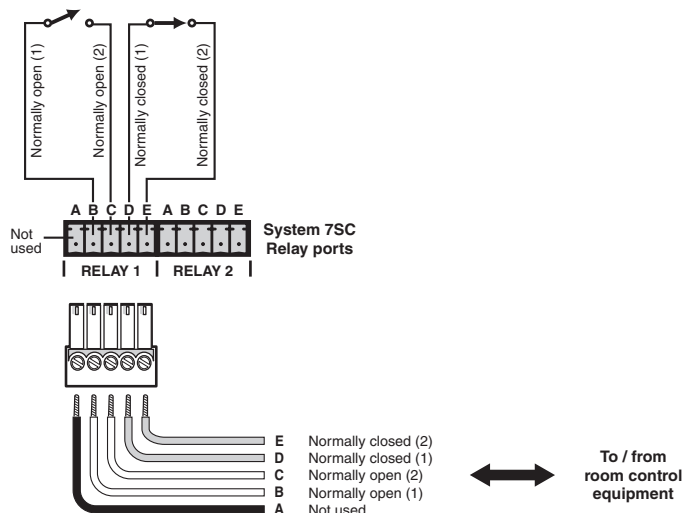 Normally open (1)
Normally open (2)
Normally closed (1)
Normally closed (2)
A B C D E A B C D E
Not
used
System 7SC
Relay ports
RELAY 1 RELAY 2
E Normally closed (2)
D Normally closed (1)
C Normally open (2)
B Normally open (1)
A Not used
To / from
room control
equipment